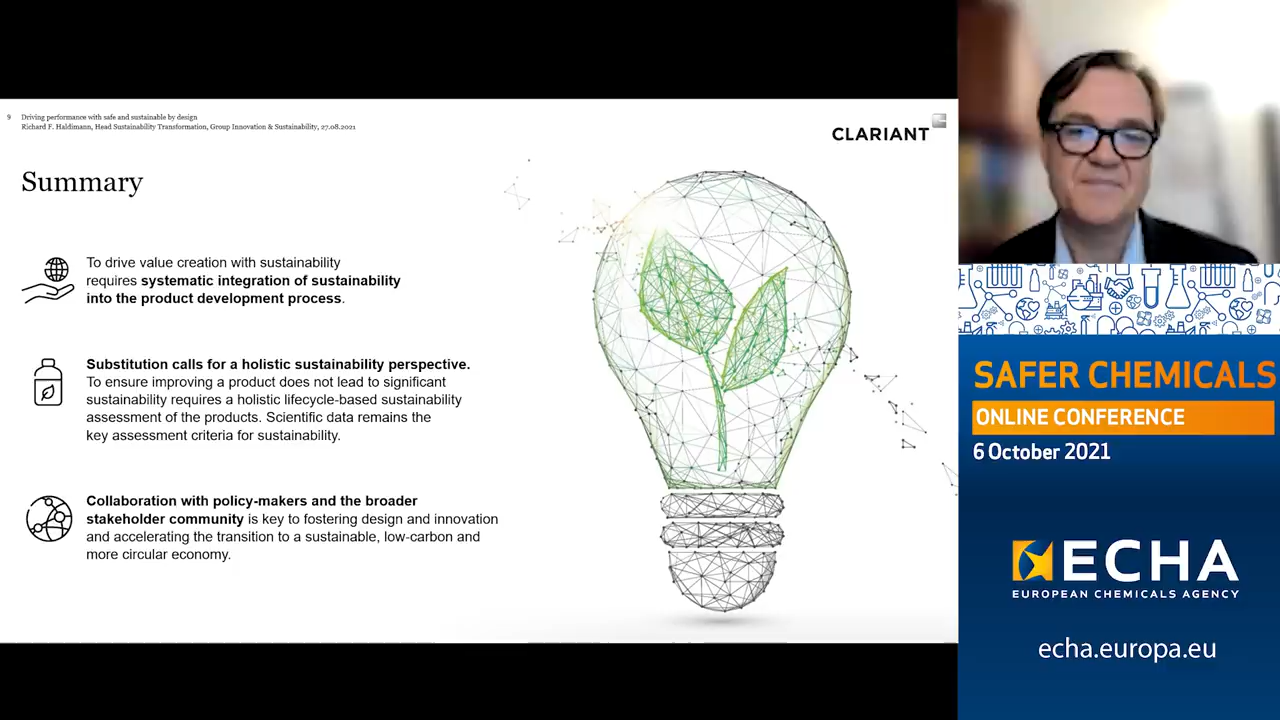 9 Driving performance with safe and sustainable by design
Richard F. Haldimann, Head Sustainability Transformation, Group Innovation & Sustainability, 27.08.2021
CLARIANT
Summary
To drive value creation with sustainability
requires systematic integration of sustainability
into the product development process.
Substitution calls for a holistic sustainability perspective.
To ensure improving a product does not lead to significant
sustainability requires a holistic lifecycle-based sustainability
assessment of the products. Scientific data remains the
key assessment criteria for sustainability.
Collaboration with policy-makers and the broader
stakeholder community is key to fostering design and innovation
and accelerating the transition to a sustainable, low-carbon and
more circular economy.
SAFER CHEMICALS
ONLINE CONFERENCE
6 October 2021
ECHA
EUROPEAN CHEMICALS AGENCY
echa.europa.eu